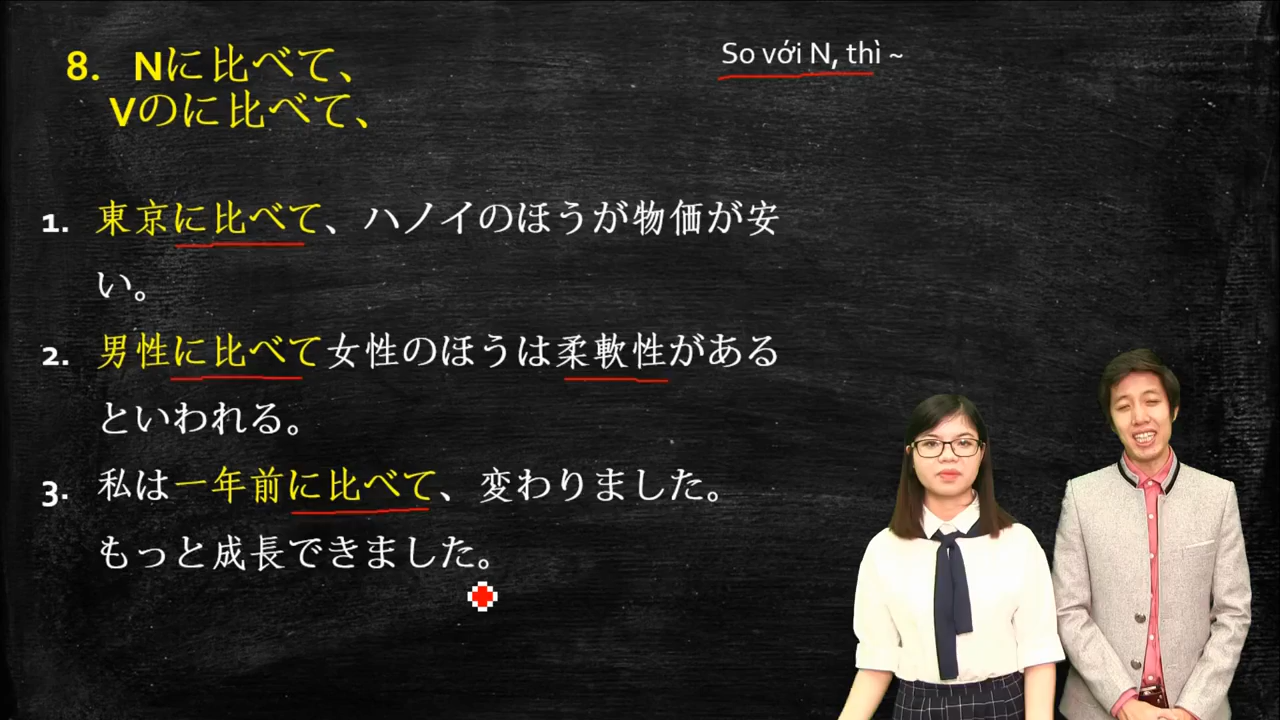 8. Nに比べて、
Vのに比べて、
So với N, thì ~
1. 東京に比べて、ハノイのほうが物価が安
い。
2. 男性に比べて女性のほうは柔軟性がある
といわれる。
3. 私は一年前に比べて、変わりました。
もっと成長できました。